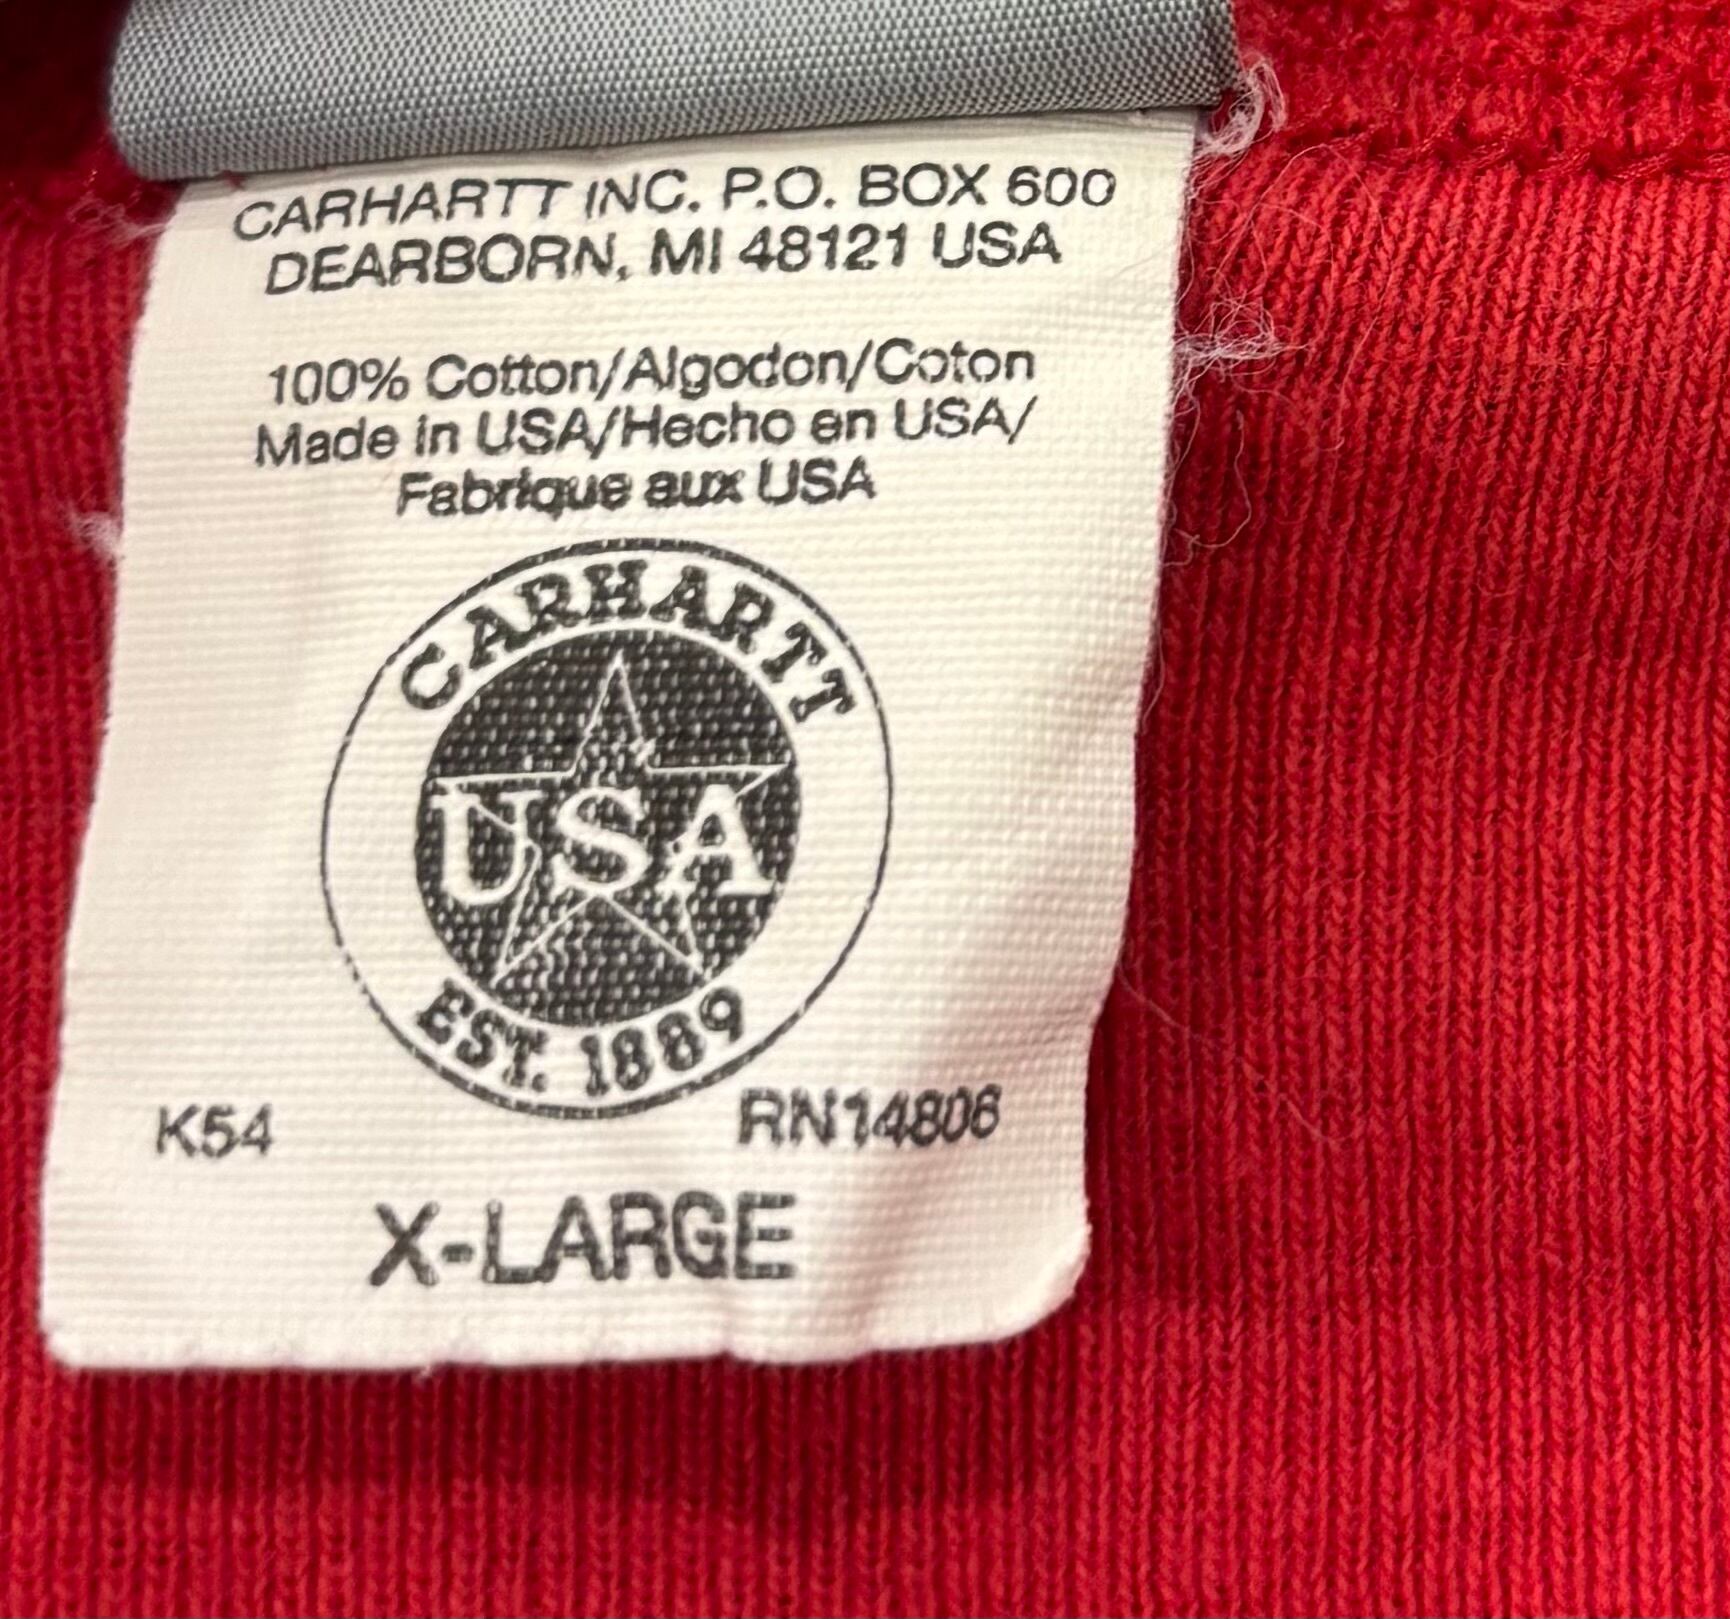 CARHARTT INC. P.O. BOX 600
DEARBORN, MI 48121 USA
100% Cotton/Algodon/Coton
Made in USA/Hecho en USA/
Fabrique aux USA
CARHARTT
USA
EST. 1889
K54 RN14806
X-LARGE